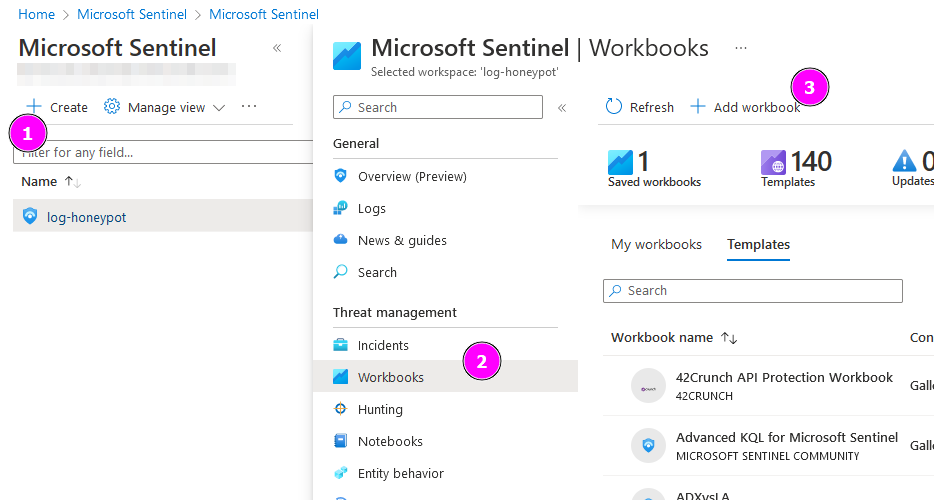 Home > Microsoft Sentinel > Microsoft Sentinel
Microsoft Sentinel
«
Create
Manage view
...
1
Filter for any field...
Name ↑↓
log-honeypot
Microsoft Sentinel | Workbooks
...
Selected workspace: 'log-honeypot'
Search
«
General
Overview (Preview)
Logs
News & guides
Search
Threat management
Incidents
2
Workbooks
Hunting
Notebooks
Entity behavior
3
Refresh
Add workbook
1
Saved workbooks
140
Templates
0
Updates
My workbooks
Templates
Search
Workbook name ↑↓
Con
42Crunch API Protection Workbook
42CRUNCH
Galle
Advanced KQL for Microsoft Sentinel
MICROSOFT SENTINEL COMMUNITY
Galle
ADXvsLA